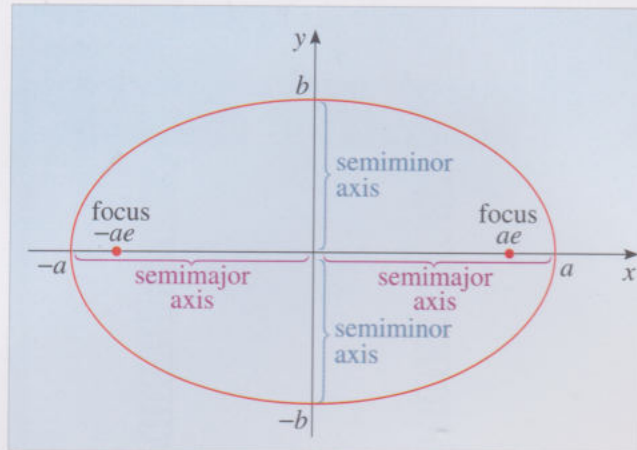 y
b
semiminor
axis
focus
−ae
focus
ae
−a
a
x
semimajor
axis
semimajor
axis
semiminor
axis
−b